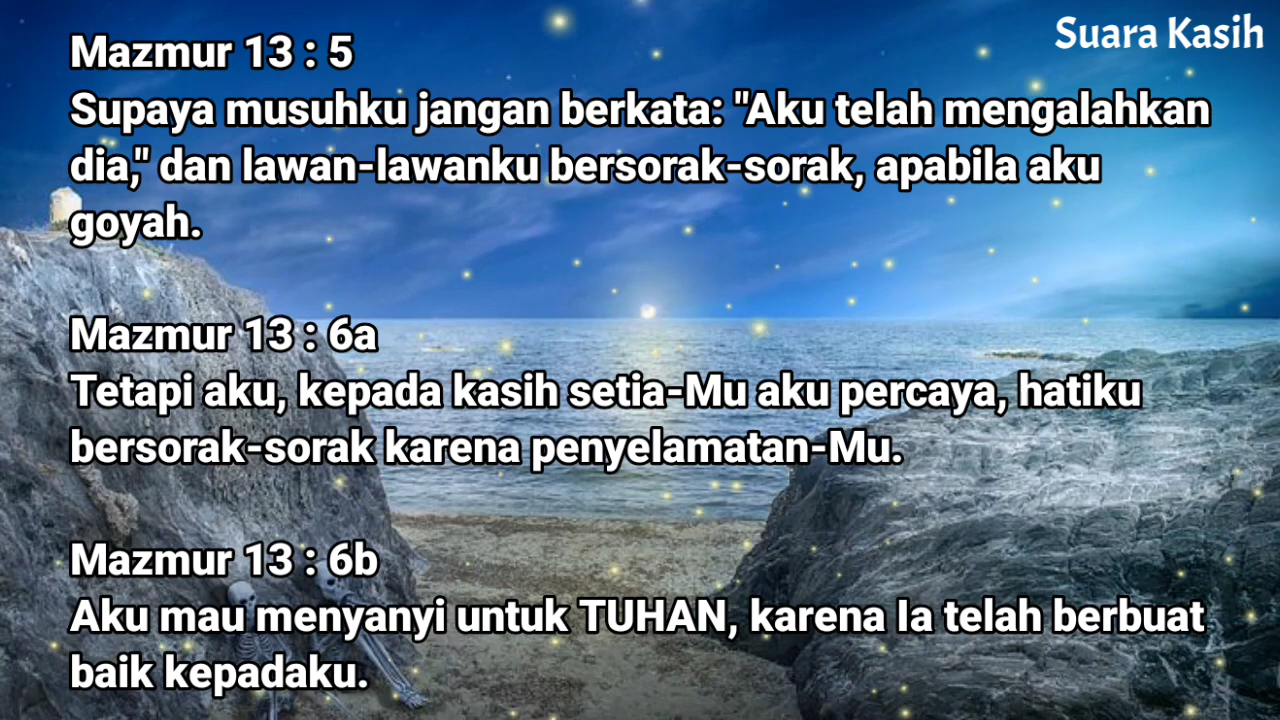 Suara Kasih
Mazmur 13 : 5
Supaya musuhku jangan berkata: "Aku telah mengalahkan
dia," dan lawan-lawanku bersorak-sorak, apabila aku
goyah.
Mazmur 13 : 6a
Tetapi aku, kepada kasih setia-Mu aku percaya, hatiku
bersorak-sorak karena penyelamatan-Mu.
Mazmur 13 : 6b
Aku mau menyanyi untuk TUHAN, karena Ia telah berbuat
baik kepadaku.